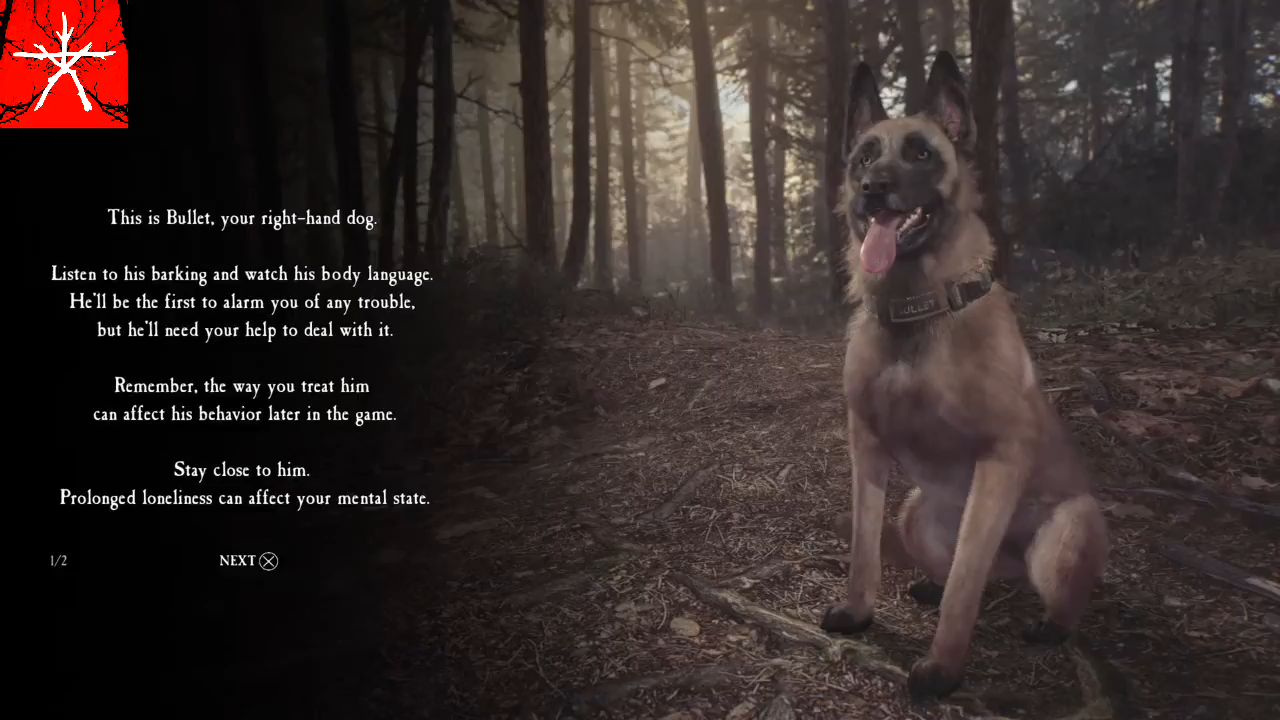 This is Bullet, your right-hand dog.
Listen to his barking and watch his body language.
He'll be the first to alarm you of any trouble,
but he'll need your help to deal with it.
Remember, the way you treat him
can affect his behavior later in the game.
Stay close to him.
Prolonged loneliness can affect your mental state.
1/2
NEXT
BULLET